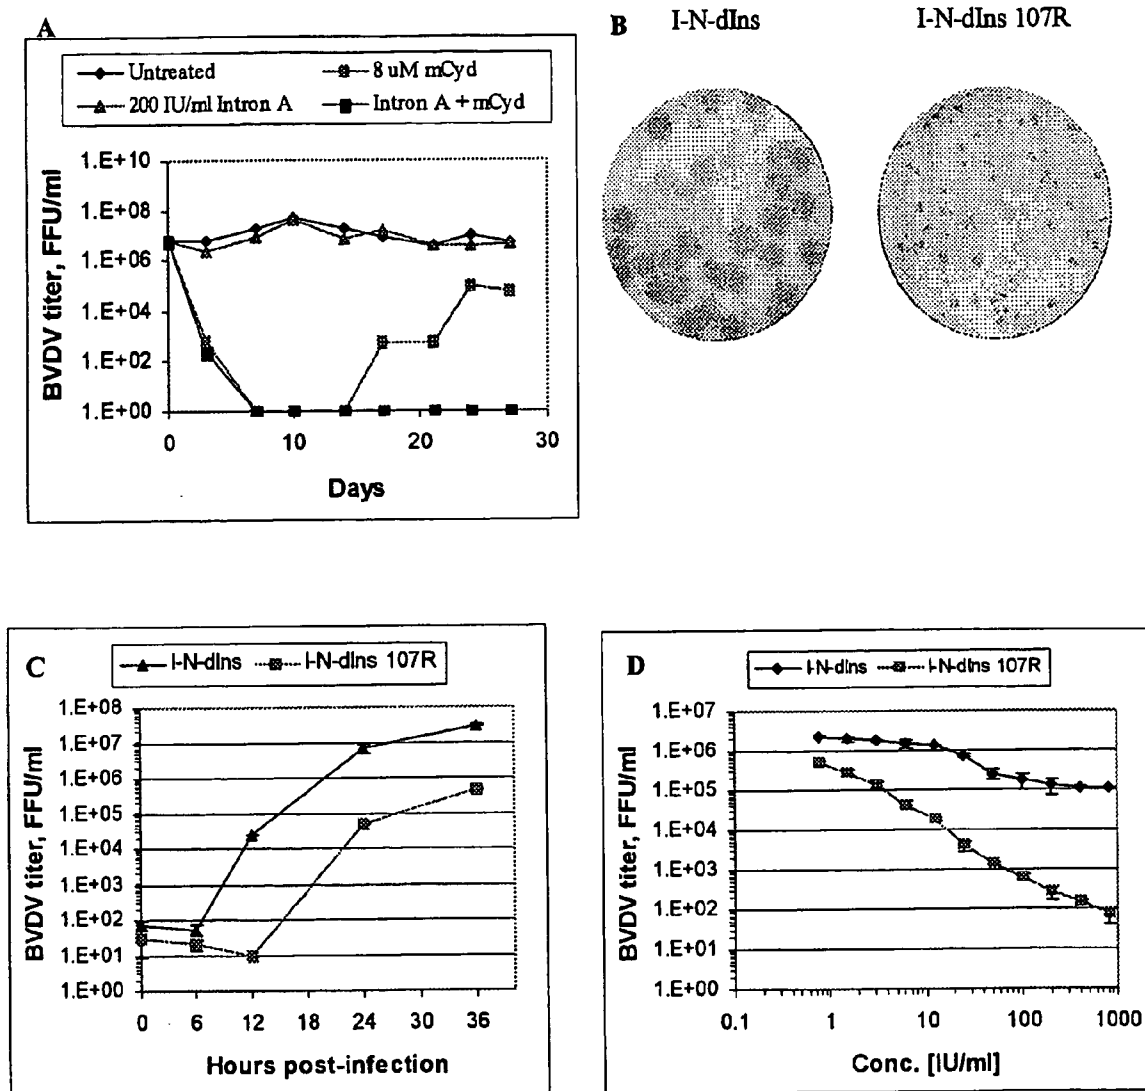 A
Untreated
8 uM mCyd
200 IU/ml Intron A
Intron A + mCyd
BVDV titer, FFU/ml
1.E+10
1.E+08
1.E+06
1.E+04
1.E+02
1.E+00
0 10 20 30
Days
B
I-N-dIns
I-N-dIns 107R
C
I-N-dIns
I-N-dIns 107R
BVDV titer, FFU/ml
1.E+08
1.E+07
1.E+06
1.E+05
1.E+04
1.E+03
1.E+02
1.E+01
1.E+00
0 6 12 24 36
Hours post-infection
D
I-N-dIns
I-N-dIns 107R
BVDV titer, FFU/ml
1.E+07
1.E+06
1.E+05
1.E+04
1.E+03
1.E+02
1.E+01
1.E+00
0.1 1 10 100 1000
Conc. [IU/ml]